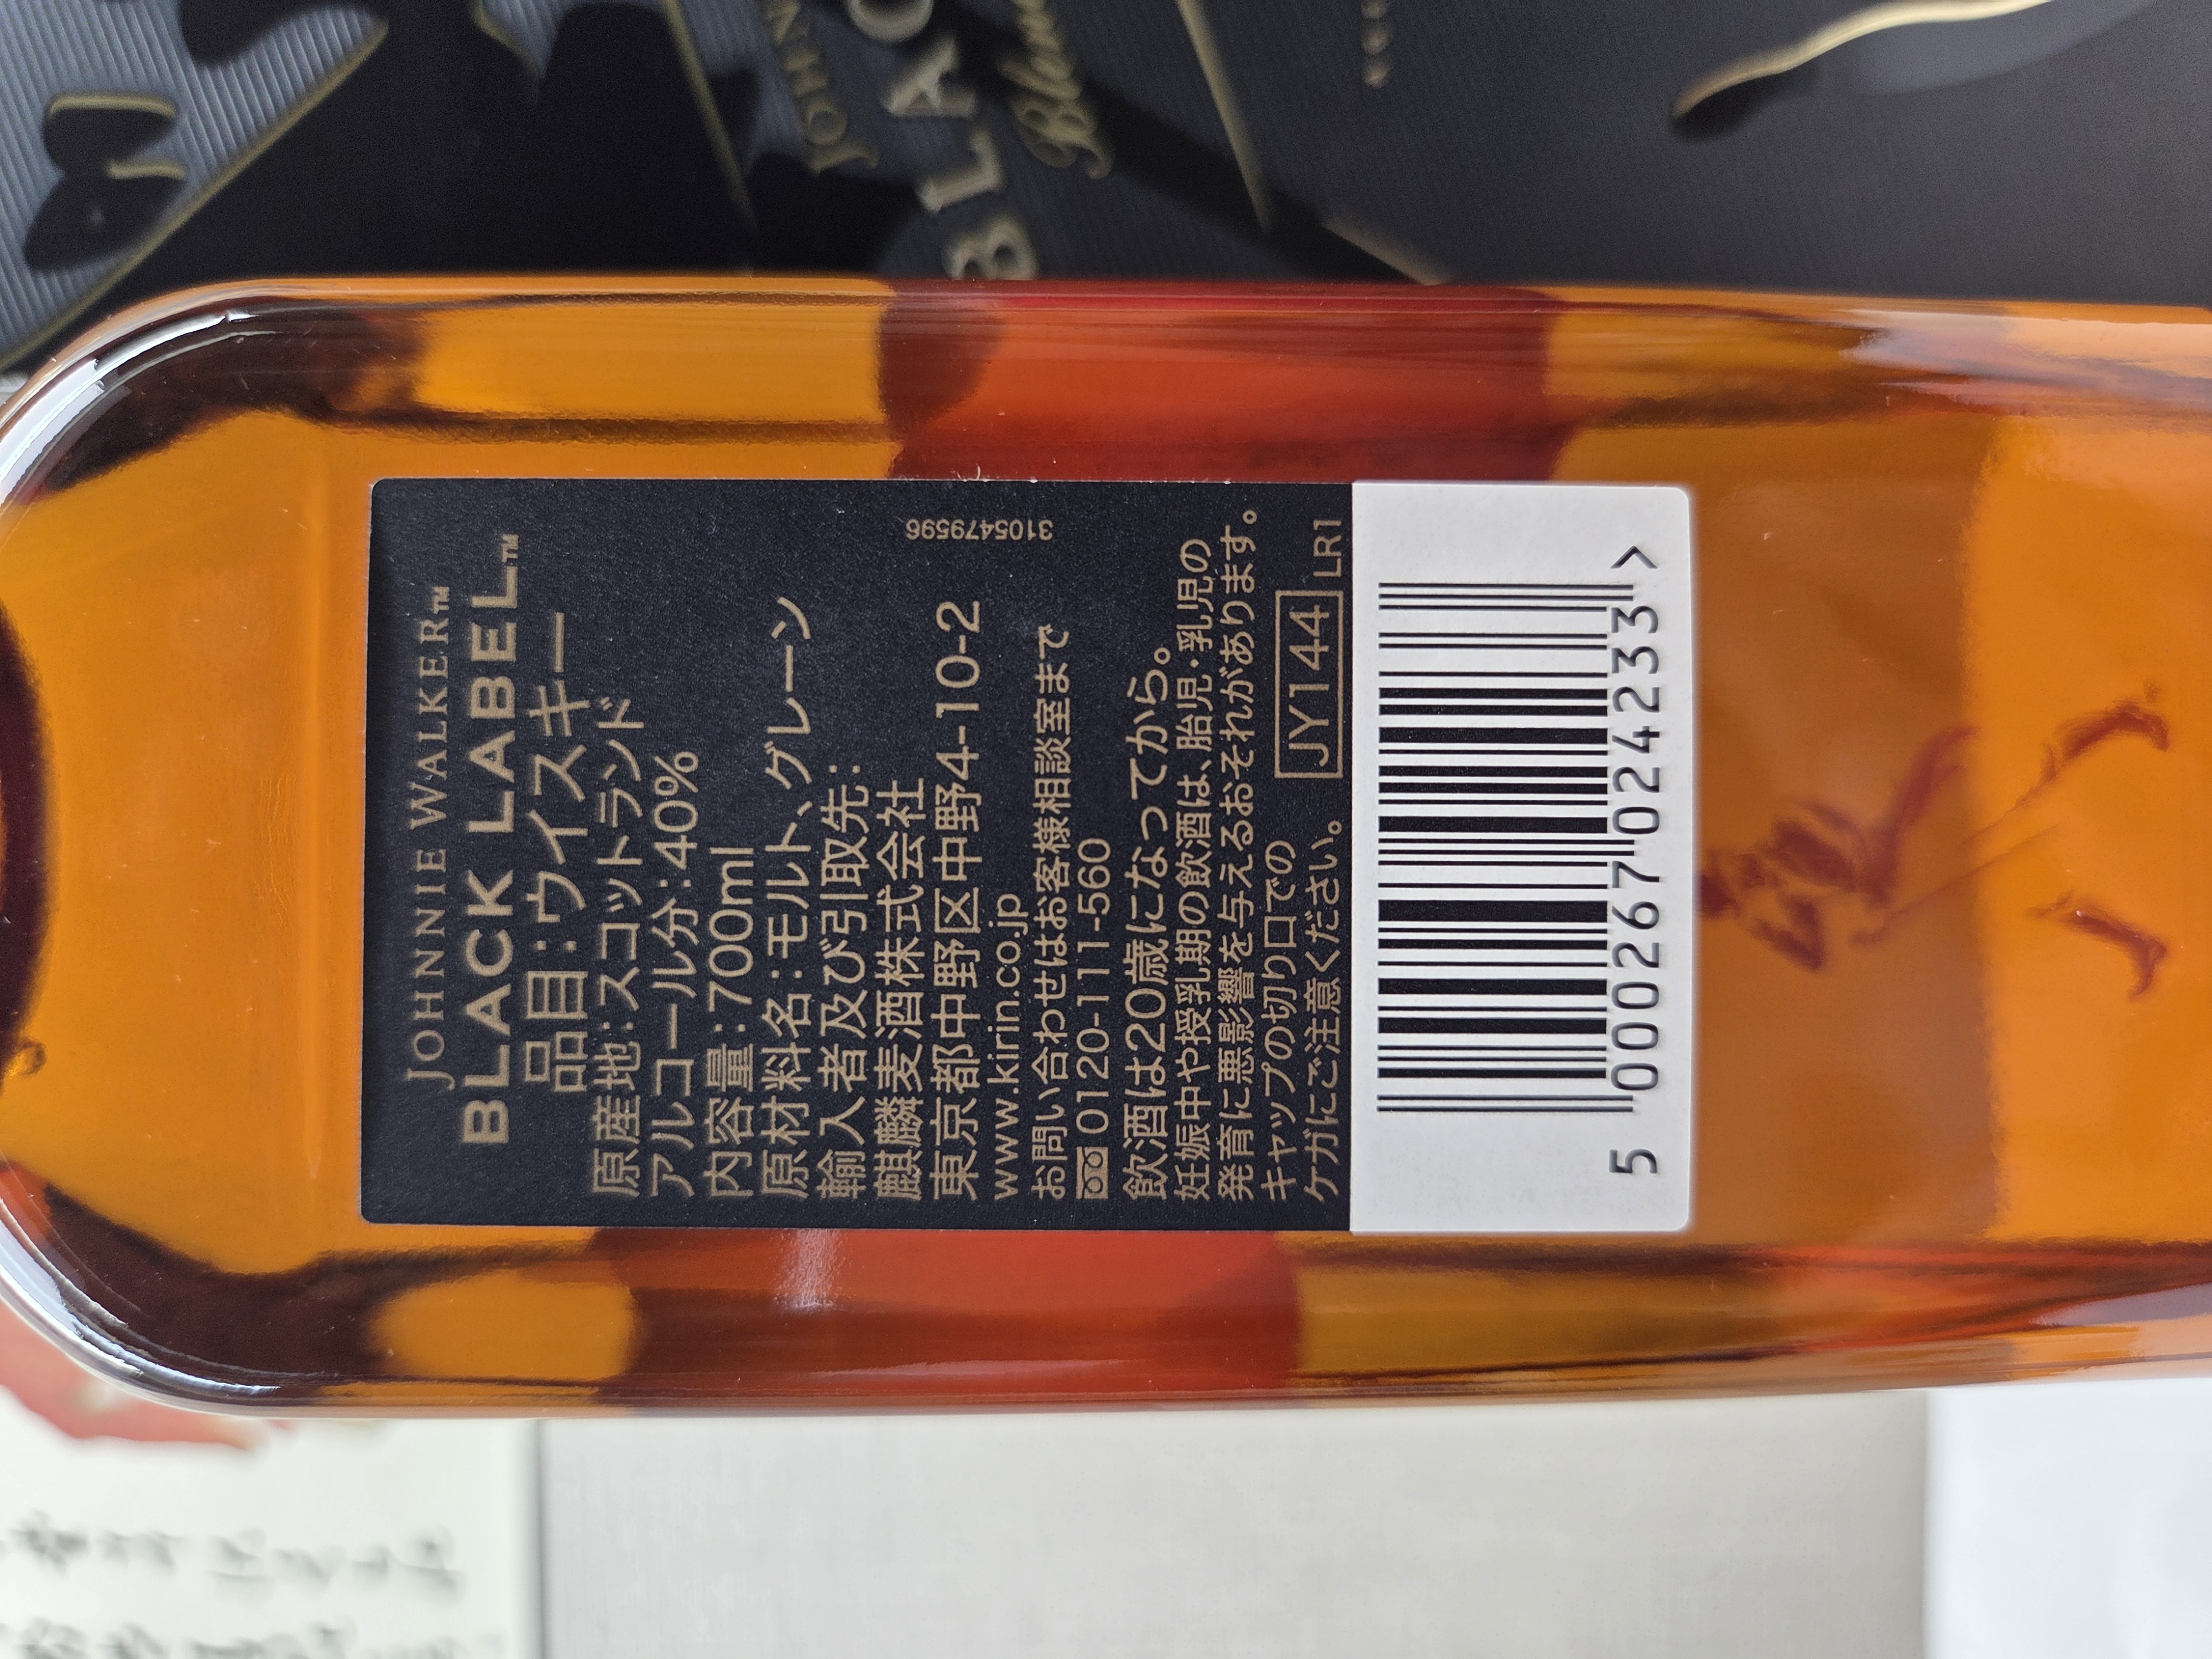 JOHNNIE WALKER™
BLACK LABEL™
品目:ウイスキー
原産地:スコットランド
アルコール分:40%
内容量:700ml
原材料名:モルト、グレーン
輸入者及び引取先:
麒麟麦酒株式会社
東京都中野区中野4-10-2
www.kirin.co.jp
お問い合わせはお客様相談室まで
0120-111-560
飲酒は20歳になってから。
妊娠中や授乳期の飲酒は、胎児・乳児の
発育に悪影響を与えるおそれがあります。
キャップの切り口での
ケガにご注意ください。
JY144 LR1
3105479596
5 000267 024233 >
JOHN
BLAC